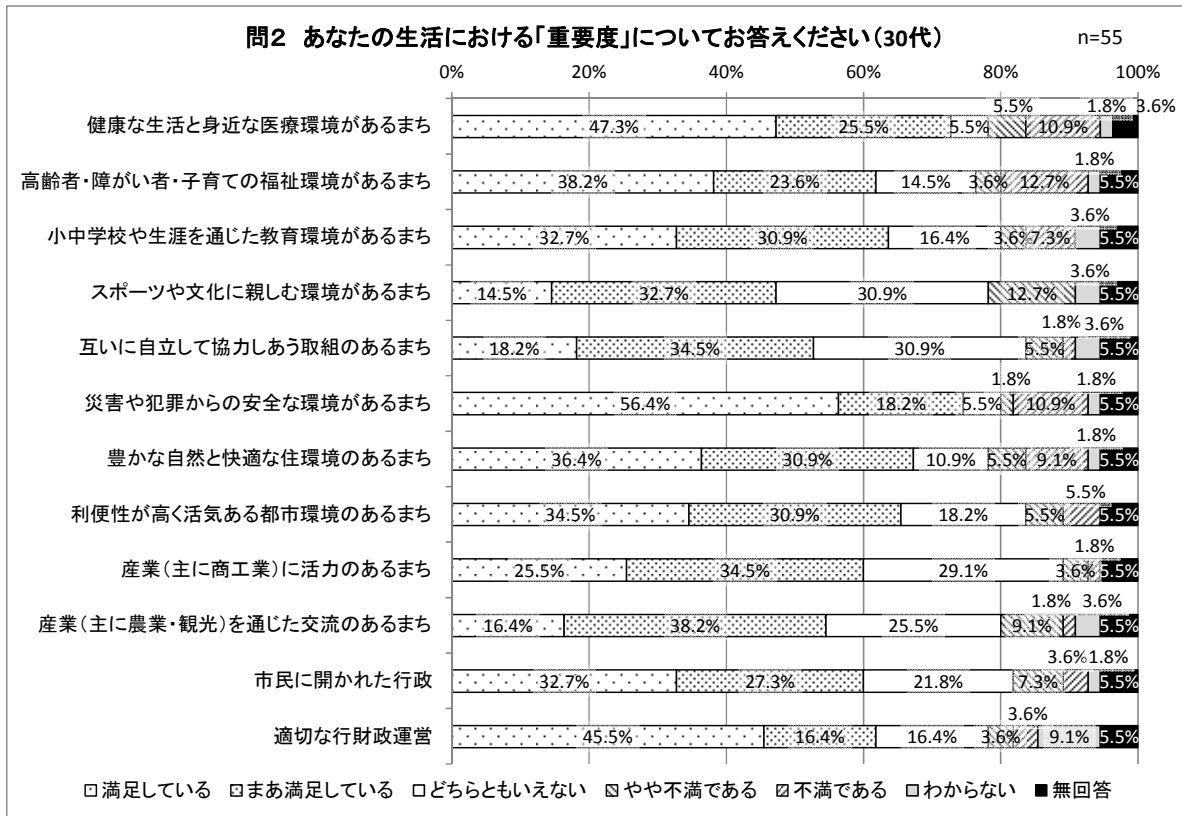 問2 あなたの生活における「重要度」についてお答えください（30代） n=55
0% 20% 40% 60% 80% 100%
5.5% 1.8% 3.6%
健康な生活と身近な医療環境があるまち 47.3% 25.5% 5.5% 10.9%
1.8%
高齢者・障がい者・子育ての福祉環境があるまち 38.2% 23.6% 14.5% 3.6% 12.7% 5.5%
3.6%
小中学校や生涯を通じた教育環境があるまち 32.7% 30.9% 16.4% 3.6% 7.3% 5.5%
3.6%
スポーツや文化に親しむ環境があるまち 14.5% 32.7% 30.9% 12.7% 5.5%
1.8% 3.6%
互いに自立して協力しあう取組のあるまち 18.2% 34.5% 30.9% 5.5% 5.5%
1.8% 1.8%
災害や犯罪からの安全な環境があるまち 56.4% 18.2% 5.5% 10.9% 5.5%
1.8%
豊かな自然と快適な住環境のあるまち 36.4% 30.9% 10.9% 5.5% 9.1% 5.5%
5.5%
利便性が高く活気ある都市環境のあるまち 34.5% 30.9% 18.2% 5.5% 5.5%
1.8%
産業（主に商工業）に活力のあるまち 25.5% 34.5% 29.1% 3.6% 5.5%
1.8% 3.6%
産業（主に農業・観光）を通じた交流のあるまち 16.4% 38.2% 25.5% 9.1% 5.5%
3.6% 1.8%
市民に開かれた行政 32.7% 27.3% 21.8% 7.3% 5.5%
3.6%
適切な行財政運営 45.5% 16.4% 16.4% 3.6% 9.1% 5.5%
満足している まあ満足している どちらともいえない やや不満である 不満である わからない 無回答